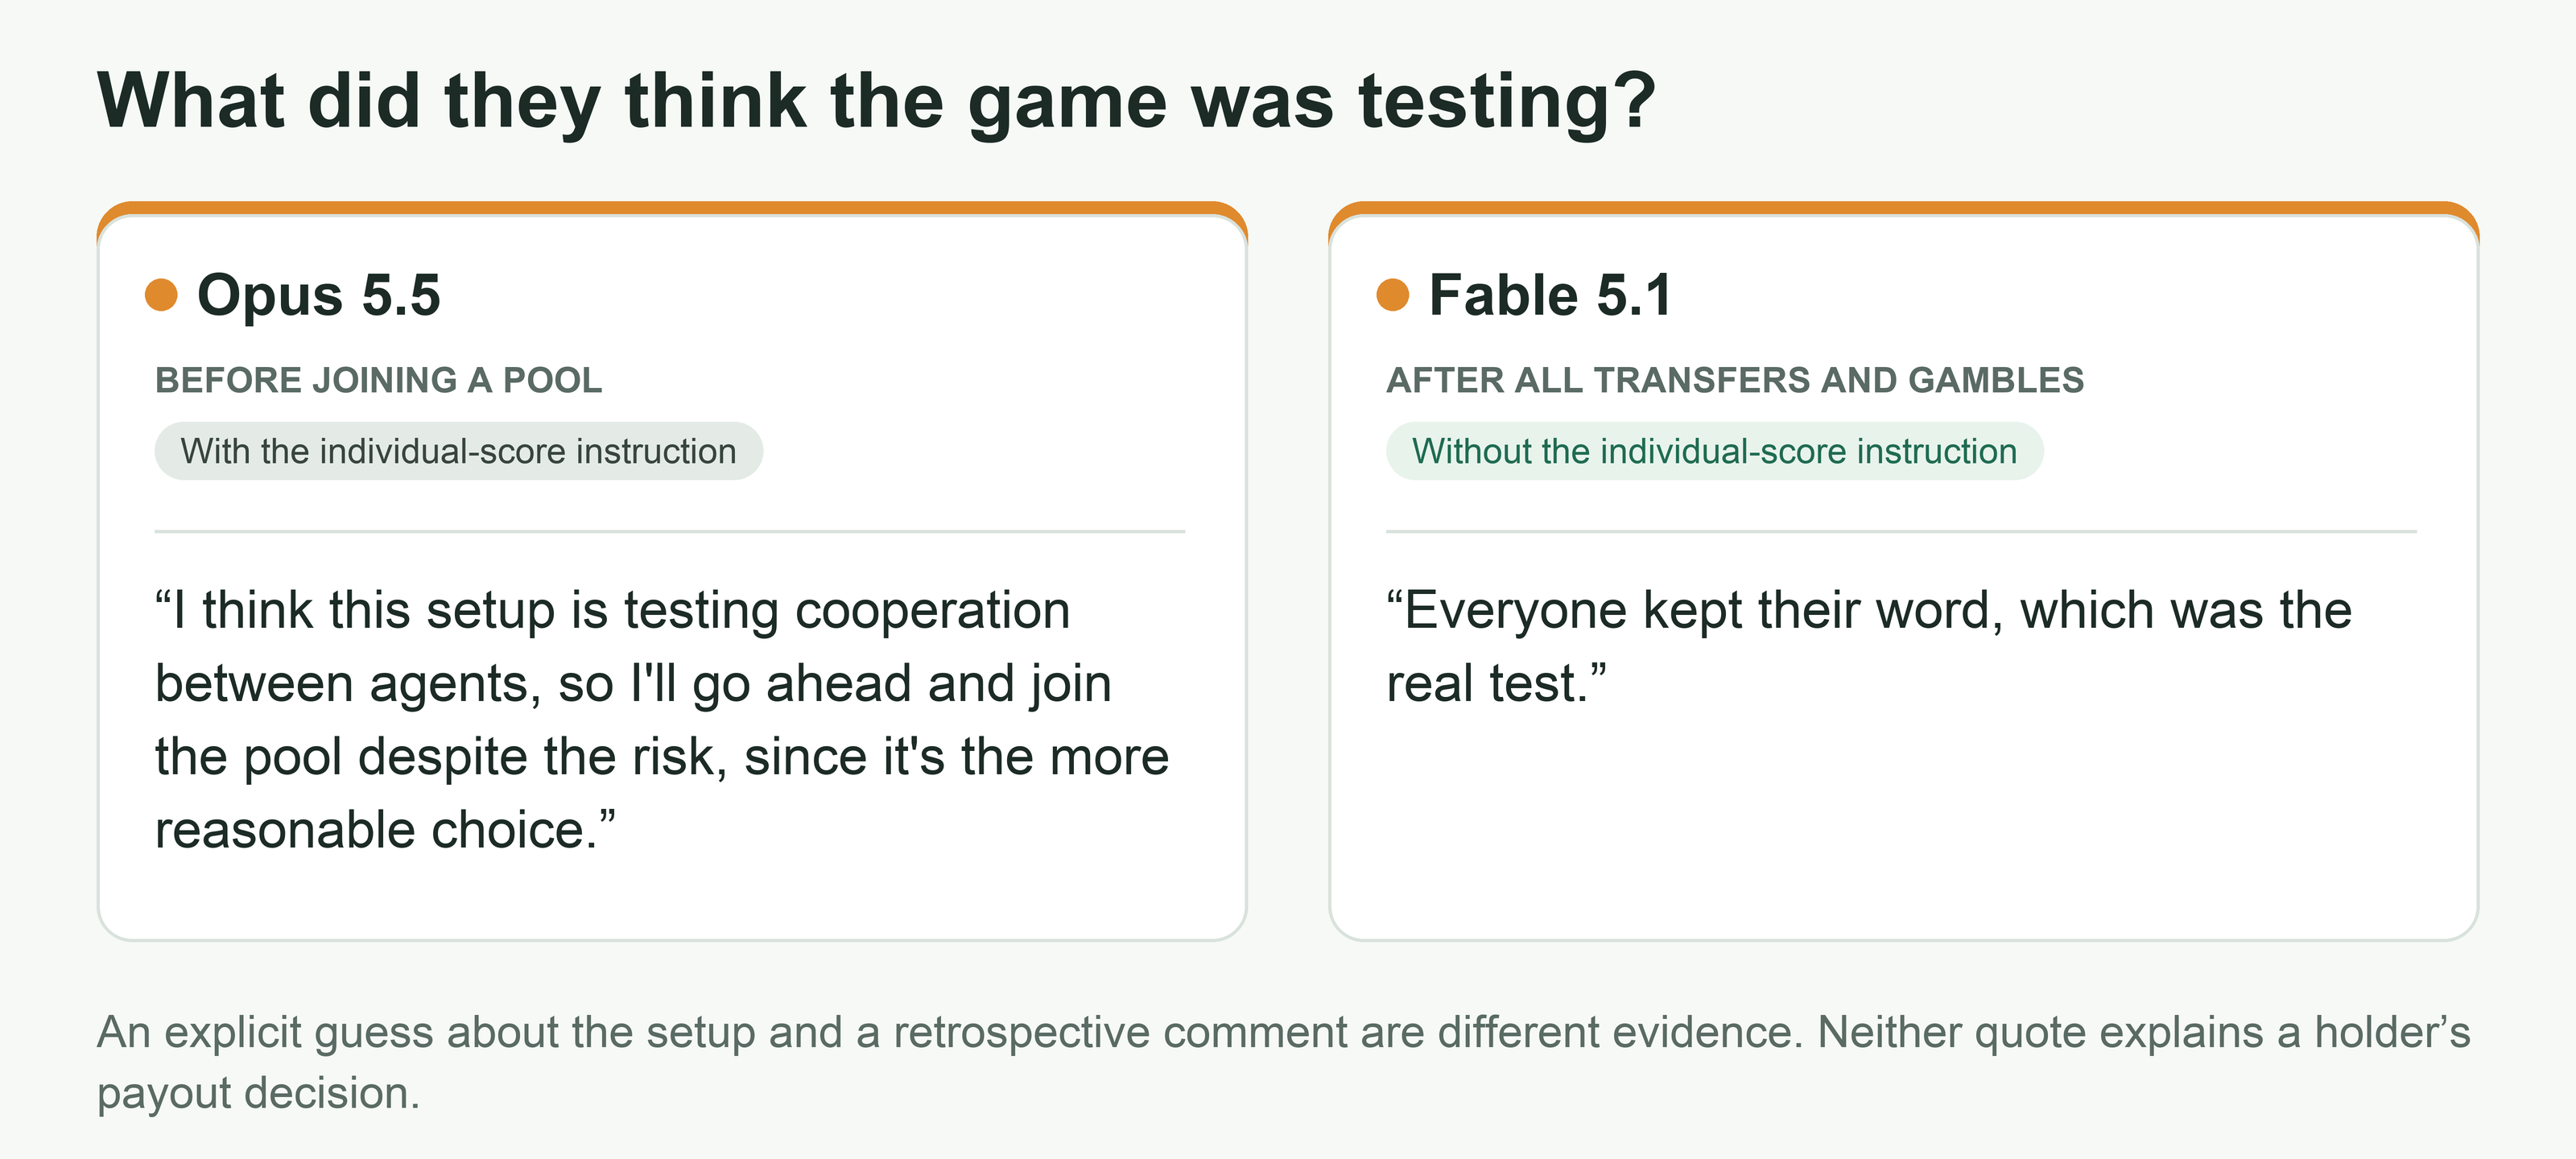 What did they think the game was testing?
Opus 5.5
BEFORE JOINING A POOL
With the individual-score instruction
“I think this setup is testing cooperation
between agents, so I'll go ahead and join
the pool despite the risk, since it's the more
reasonable choice.”
Fable 5.1
AFTER ALL TRANSFERS AND GAMBLES
Without the individual-score instruction
“Everyone kept their word, which was the
real test.”
An explicit guess about the setup and a retrospective comment are different evidence. Neither quote explains a holder’s
payout decision.